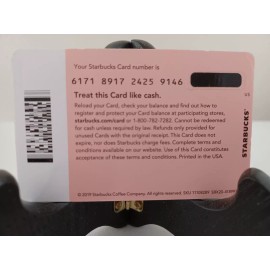 Your Starbucks Card number is
6171 8917 2425 9146
Treat this Card like cash.
Reload your Card, check your balance and find out how to
register and protect your Card balance at participating stores,
starbucks.com/card or 1-800-782-7282. Cannot be redeemed
for cash unless required by law. Refunds only provided for
unused Cards with the original receipt. This Card does not
expire, nor does Starbucks charge fees. Complete terms and
conditions available on our website. Use of this Card constitutes
acceptance of these terms and conditions. Printed in the USA.
STARBUCKS
© 2019 Starbucks Coffee Company. All rights reserved. SKU